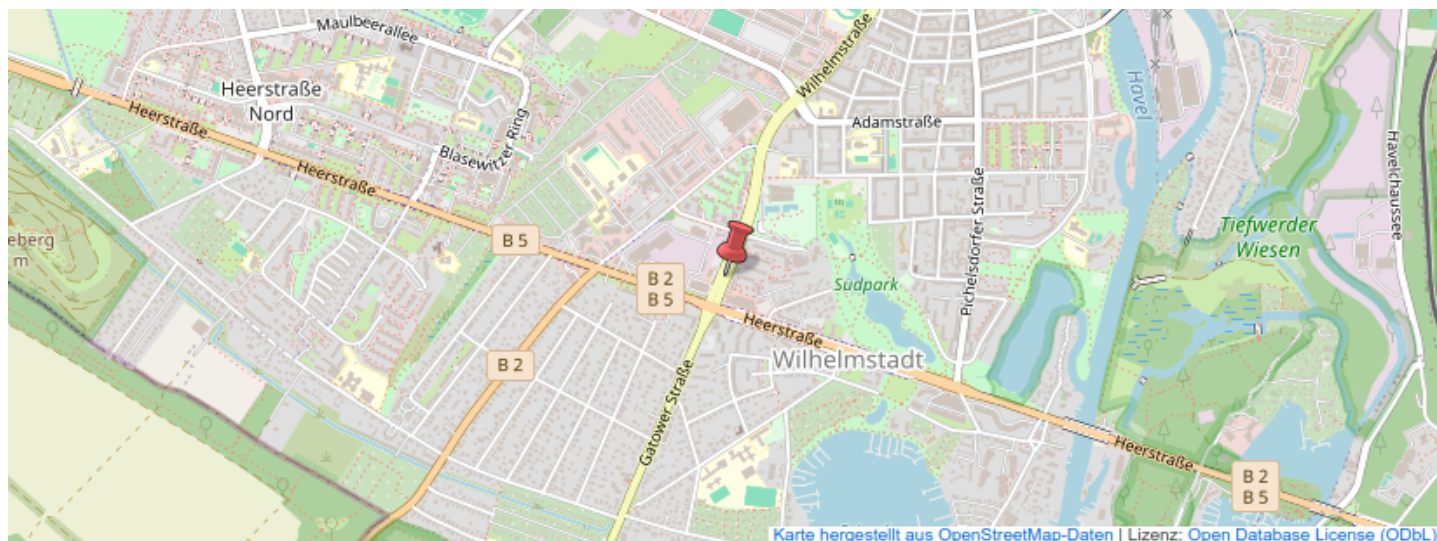 Maulbeerallee
Wilhelmstraße
Heerstraße
Nord
Heerstraße
Blasewitzer Ring
Adamstraße
Havel
Havelchaussee
Heerstraße
Pichelsdorfer Straße
Tiefwerder
Wiesen
eberg
m
B 5
B 2
B 5
Südpark
Heerstraße
Wilhelmstadt
B 2
Gatower Straße
Heerstraße
B 2
B 5
Karte hergestellt aus OpenStreetMap-Daten | Lizenz: Open Database License (ODbL)